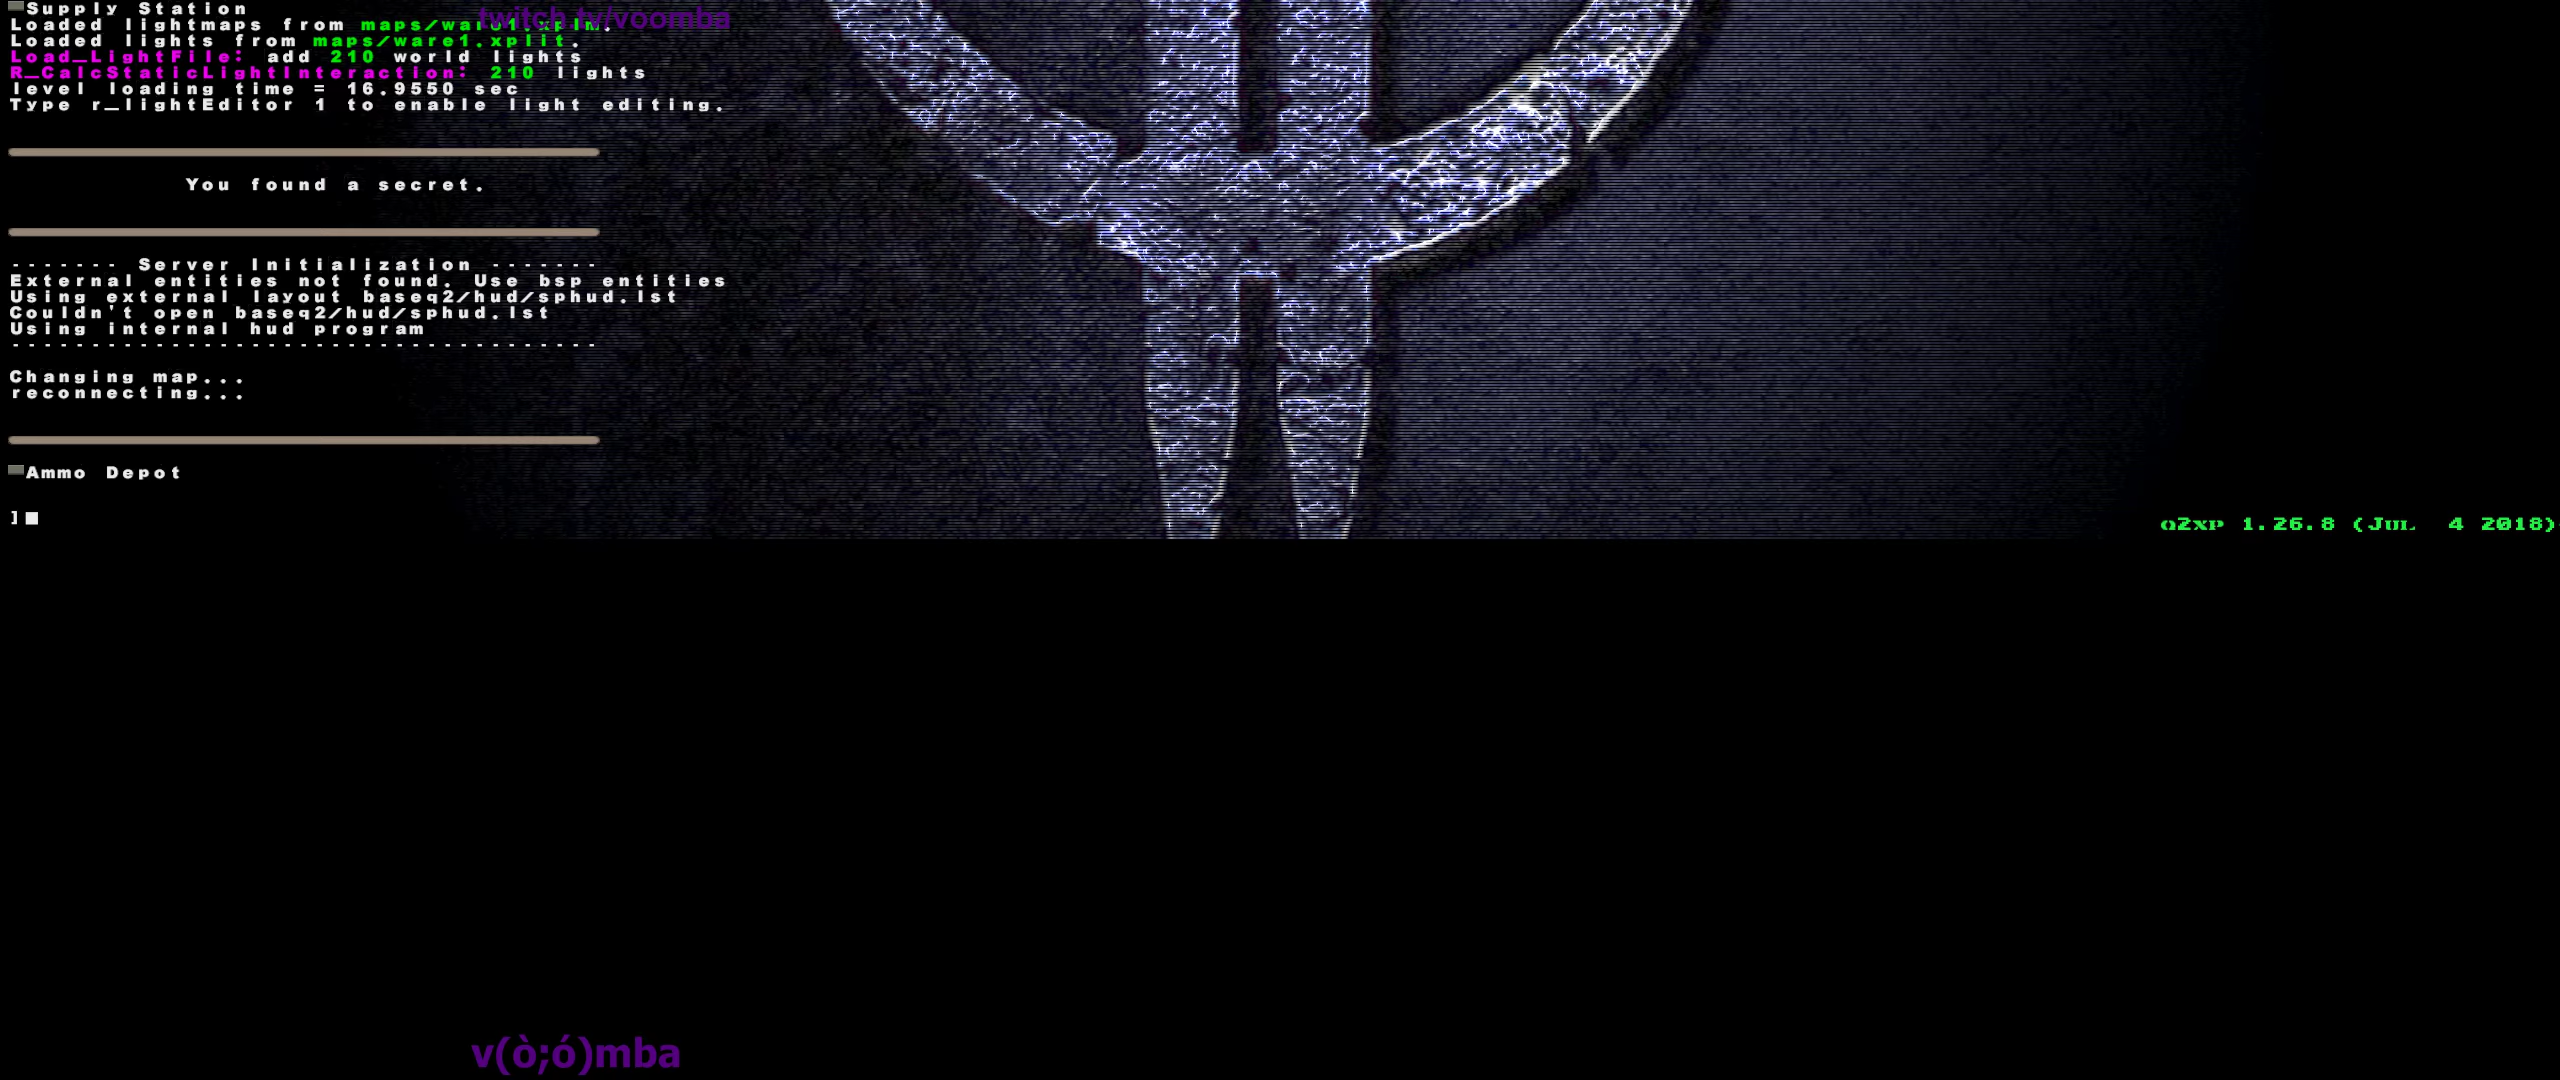 Supply Station
twitch.tv/voomba
Loaded lightmaps from maps/ware1.xplm.
Loaded lights from maps/ware1.xplit.
Load_LightFile: add 210 world lights
R_CalcStaticLightInteraction: 210 lights
level loading time = 16.9550 sec
Type r_lightEditor 1 to enable light editing.
You found a secret.
------- Server Initialization -------
External entities not found. Use bsp entities
Using external layout baseq2/hud/sphud.lst
Couldn't open baseq2/hud/sphud.lst
Using internal hud program
-------------------------------------
Changing map...
reconnecting...
Ammo Depot
]
q2xp 1.26.8 (Jul  4 2018)
v(ò;ó)mba